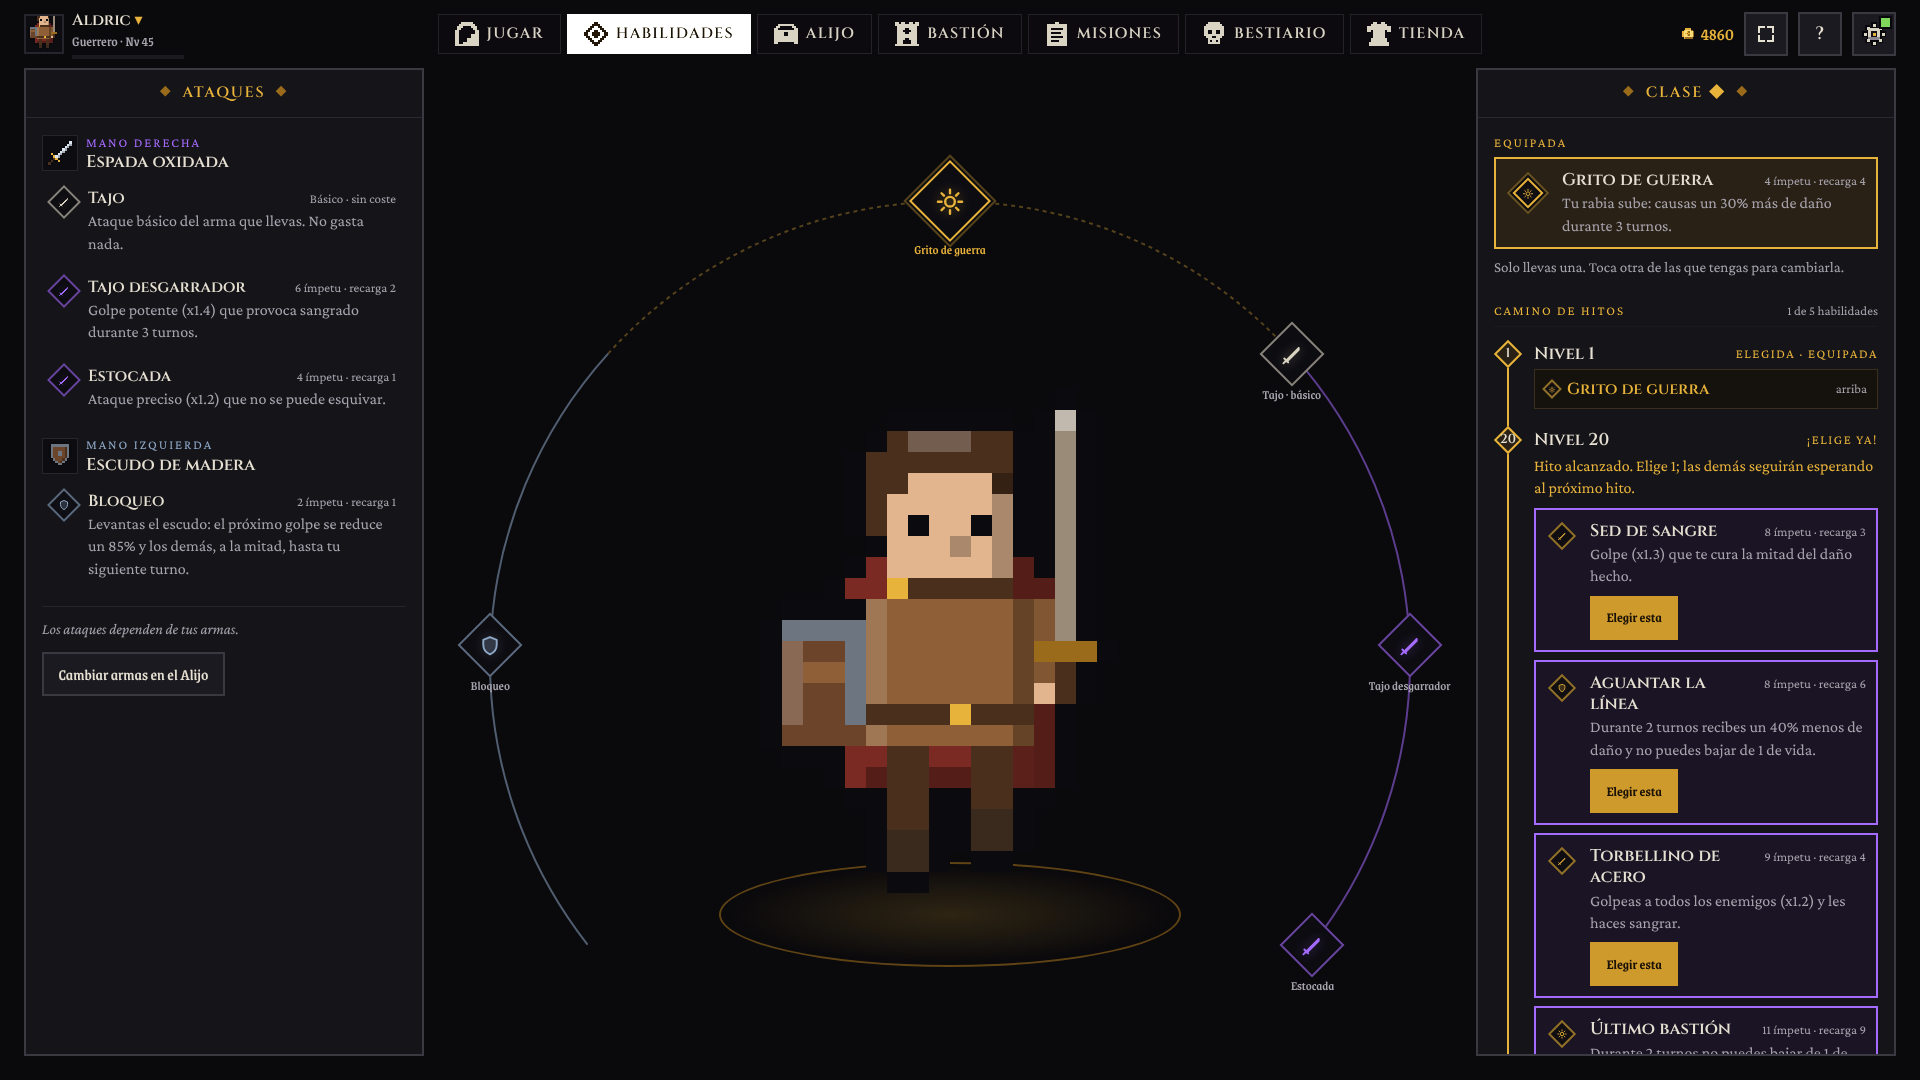 ALDRIC
Guerrero · Nv 45
JUGAR
HABILIDADES
ALIJO
BASTIÓN
MISIONES
BESTIARIO
TIENDA
4860
?
ATAQUES
MANO DERECHA
ESPADA OXIDADA
TAJO
Básico · sin coste
Ataque básico del arma que llevas. No gasta
nada.
TAJO DESGARRADOR
6 ímpetu · recarga 2
Golpe potente (x1.4) que provoca sangrado
durante 3 turnos.
ESTOCADA
4 ímpetu · recarga 1
Ataque preciso (x1.2) que no se puede esquivar.
MANO IZQUIERDA
ESCUDO DE MADERA
BLOQUEO
2 ímpetu · recarga 1
Levantas el escudo: el próximo golpe se reduce
un 85% y los demás, a la mitad, hasta tu
siguiente turno.
Los ataques dependen de tus armas.
Cambiar armas en el Alijo
Grito de guerra
Tajo · básico
Bloqueo
Tajo desgarrador
Estocada
CLASE
EQUIPADA
GRITO DE GUERRA
4 ímpetu · recarga 4
Tu rabia sube: causas un 30% más de daño
durante 3 turnos.
Solo llevas una. Toca otra de las que tengas para cambiarla.
CAMINO DE HITOS
1 de 5 habilidades
1
NIVEL 1
ELEGIDA · EQUIPADA
GRITO DE GUERRA
arriba
20
NIVEL 20
¡ELIGE YA!
Hito alcanzado. Elige 1; las demás seguirán esperando
al próximo hito.
SED DE SANGRE
8 ímpetu · recarga 3
Golpe (x1.3) que te cura la mitad del daño
hecho.
Elegir esta
AGUANTAR LA
LÍNEA
8 ímpetu · recarga 6
Durante 2 turnos recibes un 40% menos de
daño y no puedes bajar de 1 de vida.
Elegir esta
TORBELLINO DE
ACERO
9 ímpetu · recarga 4
Golpeas a todos los enemigos (x1.2) y les
haces sangrar.
Elegir esta
ÚLTIMO BASTIÓN
11 ímpetu · recarga 9
Durante 2 turnos no puedes bajar de 1 de